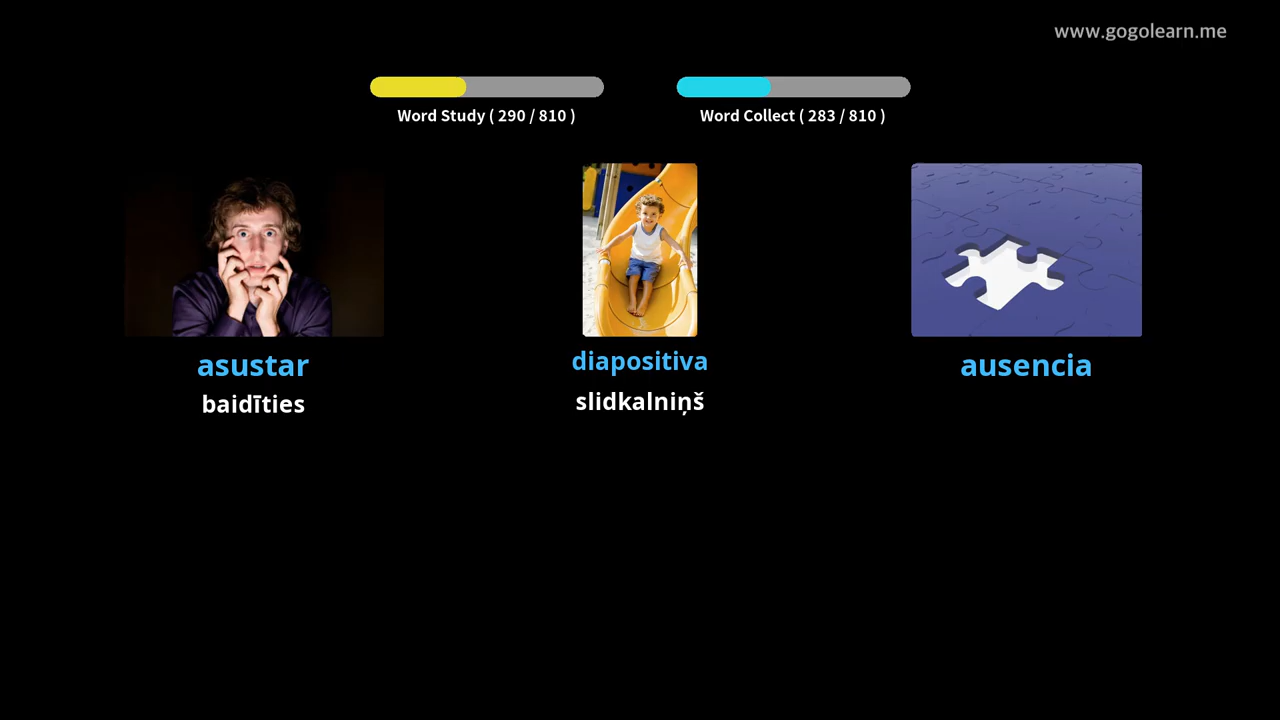 www.gogolearn.me
Word Study ( 290 / 810 )
Word Collect ( 283 / 810 )
asustar
baidīties
diapositiva
slidkalniņš
ausencia